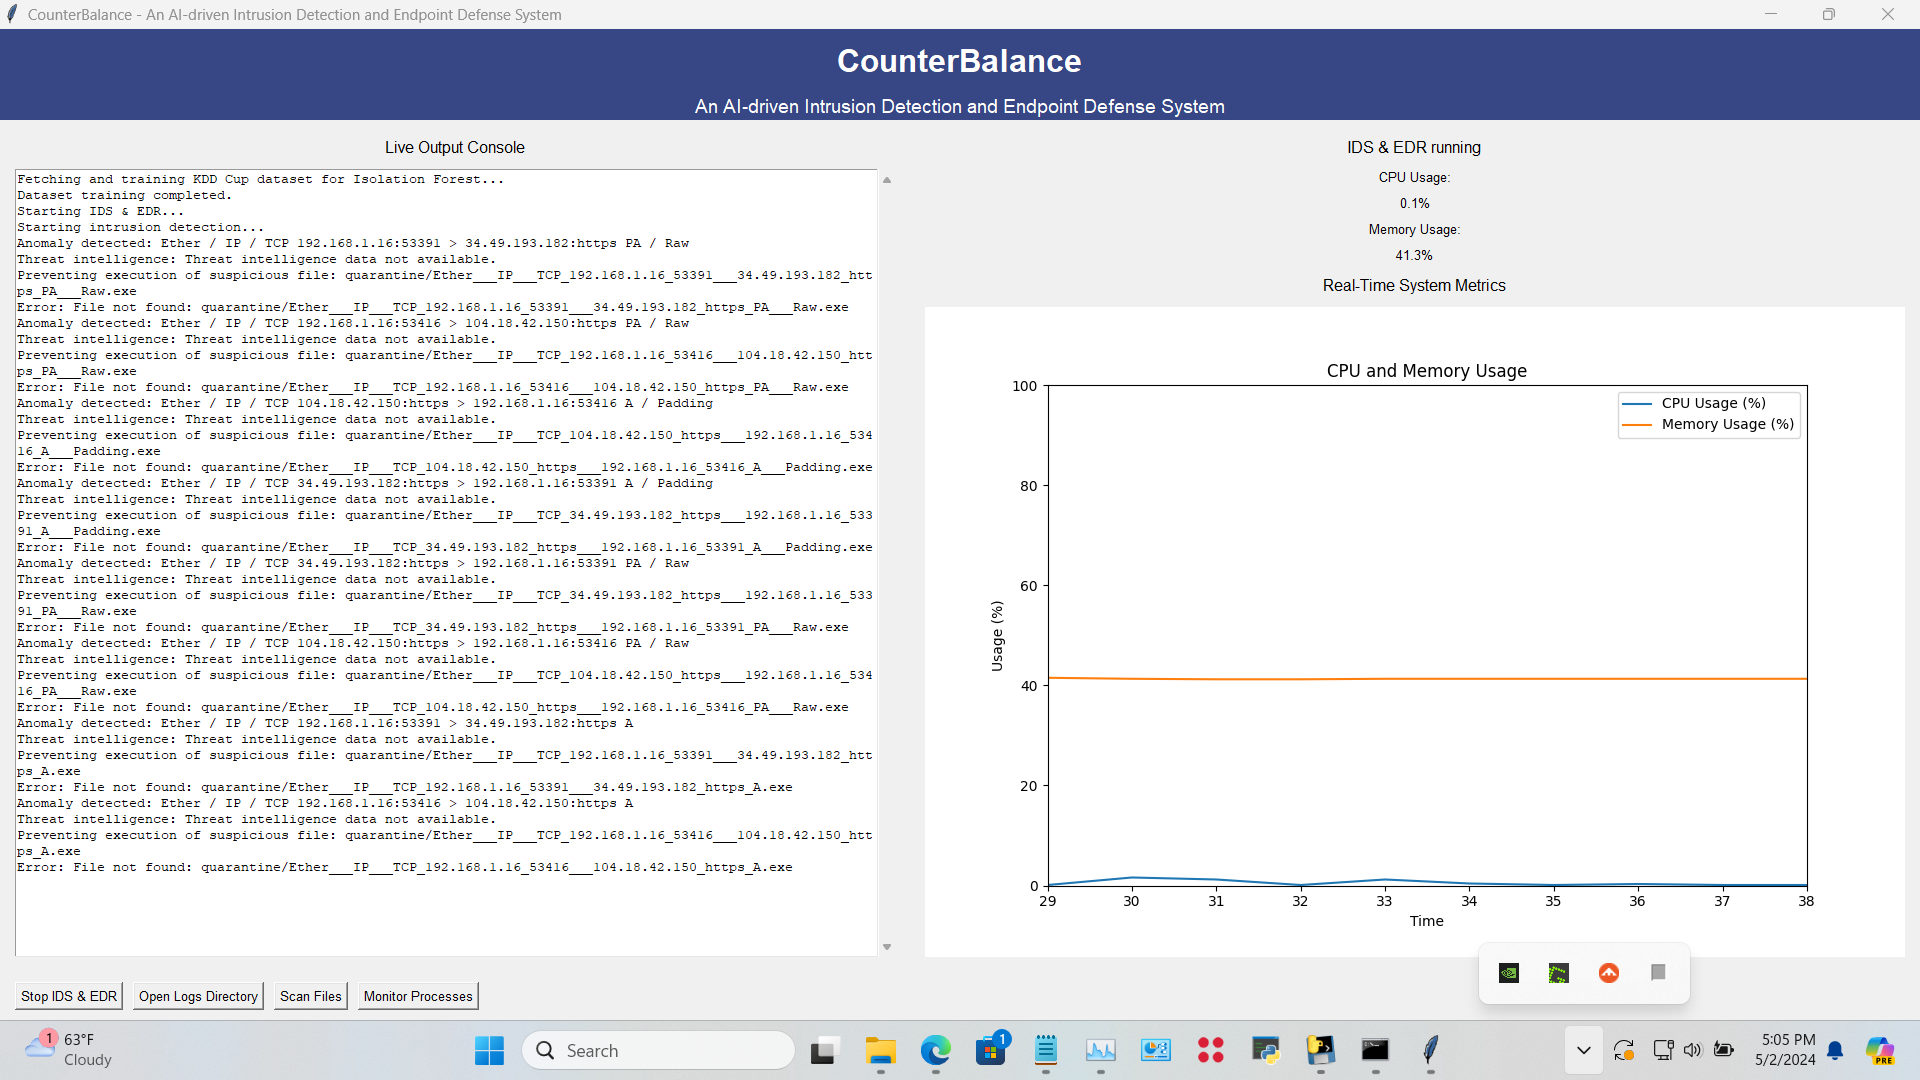 CounterBalance - An AI-driven Intrusion Detection and Endpoint Defense System
CounterBalance
An AI-driven Intrusion Detection and Endpoint Defense System
Live Output Console
Fetching and training KDD Cup dataset for Isolation Forest...
Dataset training completed.
Starting IDS & EDR...
Starting intrusion detection...
Anomaly detected: Ether / IP / TCP 192.168.1.16:53391 > 34.49.193.182:https PA / Raw
Threat intelligence: Threat intelligence data not available.
Preventing execution of suspicious file: quarantine/Ether___IP___TCP_192.168.1.16_53391___34.49.193.182_htt
ps_PA___Raw.exe
Error: File not found: quarantine/Ether___IP___TCP_192.168.1.16_53391___34.49.193.182_https_PA___Raw.exe
Anomaly detected: Ether / IP / TCP 192.168.1.16:53416 > 104.18.42.150:https PA / Raw
Threat intelligence: Threat intelligence data not available.
Preventing execution of suspicious file: quarantine/Ether___IP___TCP_192.168.1.16_53416___104.18.42.150_htt
ps_PA___Raw.exe
Error: File not found: quarantine/Ether___IP___TCP_192.168.1.16_53416___104.18.42.150_https_PA___Raw.exe
Anomaly detected: Ether / IP / TCP 104.18.42.150:https > 192.168.1.16:53416 A / Padding
Threat intelligence: Threat intelligence data not available.
Preventing execution of suspicious file: quarantine/Ether___IP___TCP_104.18.42.150_https___192.168.1.16_534
16_A___Padding.exe
Error: File not found: quarantine/Ether___IP___TCP_104.18.42.150_https___192.168.1.16_53416_A___Padding.exe
Anomaly detected: Ether / IP / TCP 34.49.193.182:https > 192.168.1.16:53391 A / Padding
Threat intelligence: Threat intelligence data not available.
Preventing execution of suspicious file: quarantine/Ether___IP___TCP_34.49.193.182_https___192.168.1.16_533
91_A___Padding.exe
Error: File not found: quarantine/Ether___IP___TCP_34.49.193.182_https___192.168.1.16_53391_A___Padding.exe
Anomaly detected: Ether / IP / TCP 34.49.193.182:https > 192.168.1.16:53391 PA / Raw
Threat intelligence: Threat intelligence data not available.
Preventing execution of suspicious file: quarantine/Ether___IP___TCP_34.49.193.182_https___192.168.1.16_533
91_PA___Raw.exe
Error: File not found: quarantine/Ether___IP___TCP_34.49.193.182_https___192.168.1.16_53391_PA___Raw.exe
Anomaly detected: Ether / IP / TCP 104.18.42.150:https > 192.168.1.16:53416 PA / Raw
Threat intelligence: Threat intelligence data not available.
Preventing execution of suspicious file: quarantine/Ether___IP___TCP_104.18.42.150_https___192.168.1.16_534
16_PA___Raw.exe
Error: File not found: quarantine/Ether___IP___TCP_104.18.42.150_https___192.168.1.16_53416_PA___Raw.exe
Anomaly detected: Ether / IP / TCP 192.168.1.16:53391 > 34.49.193.182:https A
Threat intelligence: Threat intelligence data not available.
Preventing execution of suspicious file: quarantine/Ether___IP___TCP_192.168.1.16_53391___34.49.193.182_htt
ps_A.exe
Error: File not found: quarantine/Ether___IP___TCP_192.168.1.16_53391___34.49.193.182_https_A.exe
Anomaly detected: Ether / IP / TCP 192.168.1.16:53416 > 104.18.42.150:https A
Threat intelligence: Threat intelligence data not available.
Preventing execution of suspicious file: quarantine/Ether___IP___TCP_192.168.1.16_53416___104.18.42.150_htt
ps_A.exe
Error: File not found: quarantine/Ether___IP___TCP_192.168.1.16_53416___104.18.42.150_https_A.exe
IDS & EDR running
CPU Usage:
0.1%
Memory Usage:
41.3%
Real-Time System Metrics
CPU and Memory Usage
CPU Usage (%)
Memory Usage (%)
100
80
60
40
20
0
Usage (%)
29 30 31 32 33 34 35 36 37 38
Time
Stop IDS & EDR
Open Logs Directory
Scan Files
Monitor Processes
1
63°F
Cloudy
Search
1
5:05 PM
5/2/2024
PRE